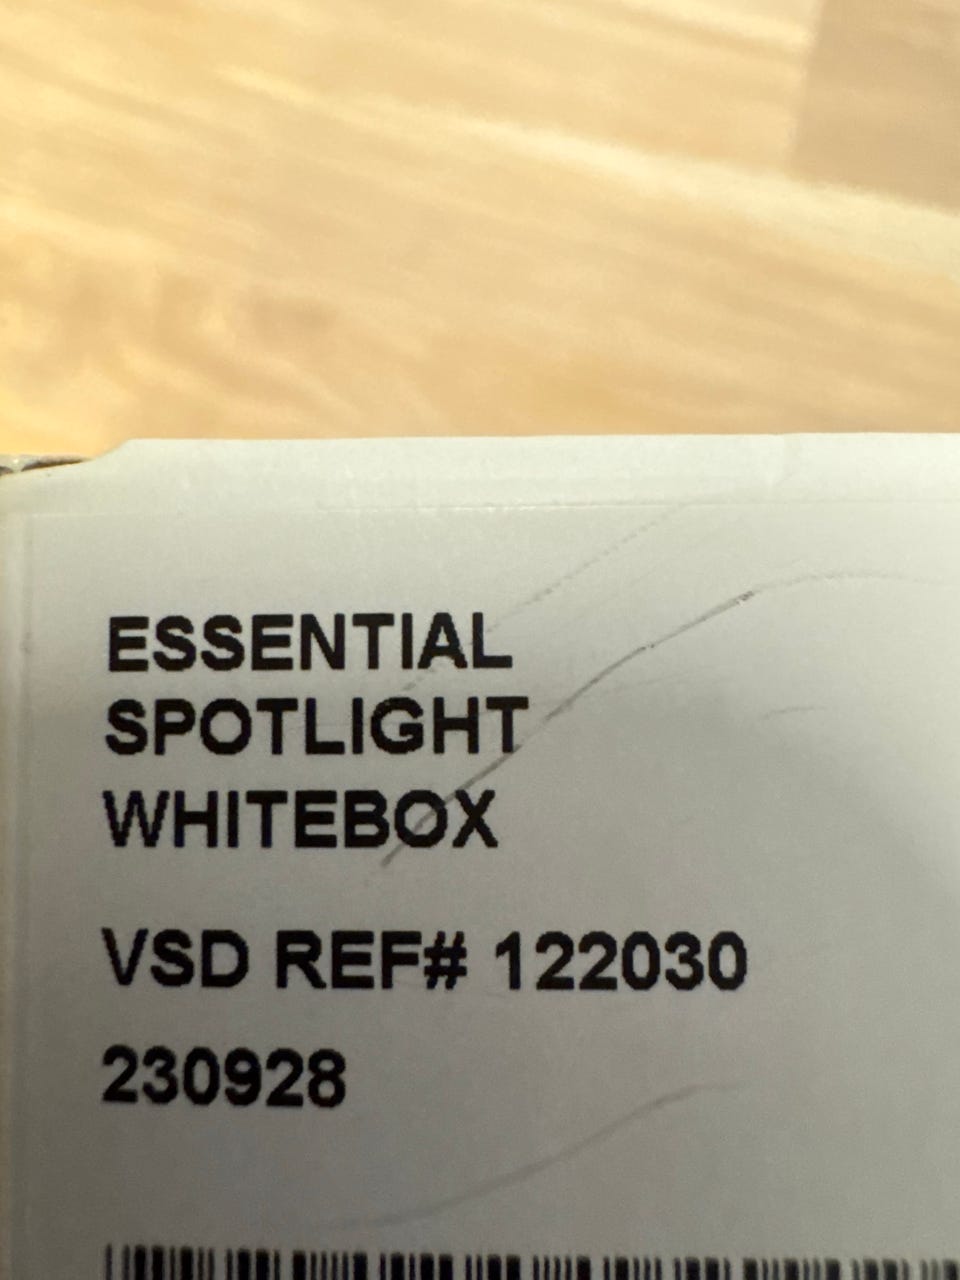 ESSENTIAL
SPOTLIGHT
WHITEBOX
VSD REF# 122030
230928